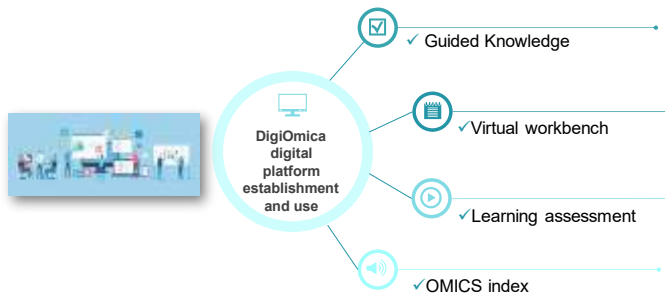 DigiOmica
digital
platform
establishment
and use
✓ Guided Knowledge
✓Virtual workbench
✓Learning assessment
✓OMICS index